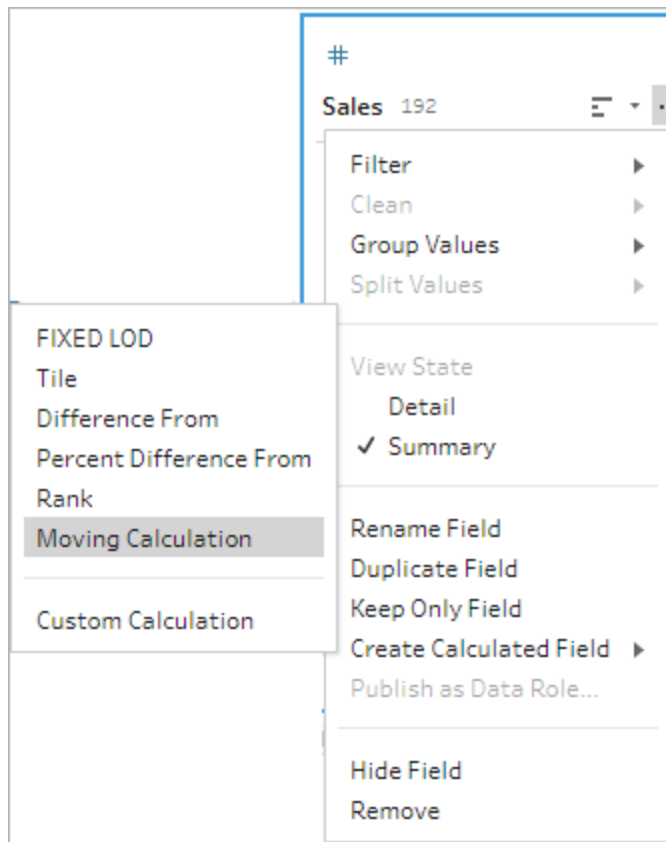 #
Sales 192
Filter
Clean
Group Values
Split Values
View State
Detail
✓ Summary
Rename Field
Duplicate Field
Keep Only Field
Create Calculated Field
Publish as Data Role...
Hide Field
Remove
FIXED LOD
Tile
Difference From
Percent Difference From
Rank
Moving Calculation
Custom Calculation